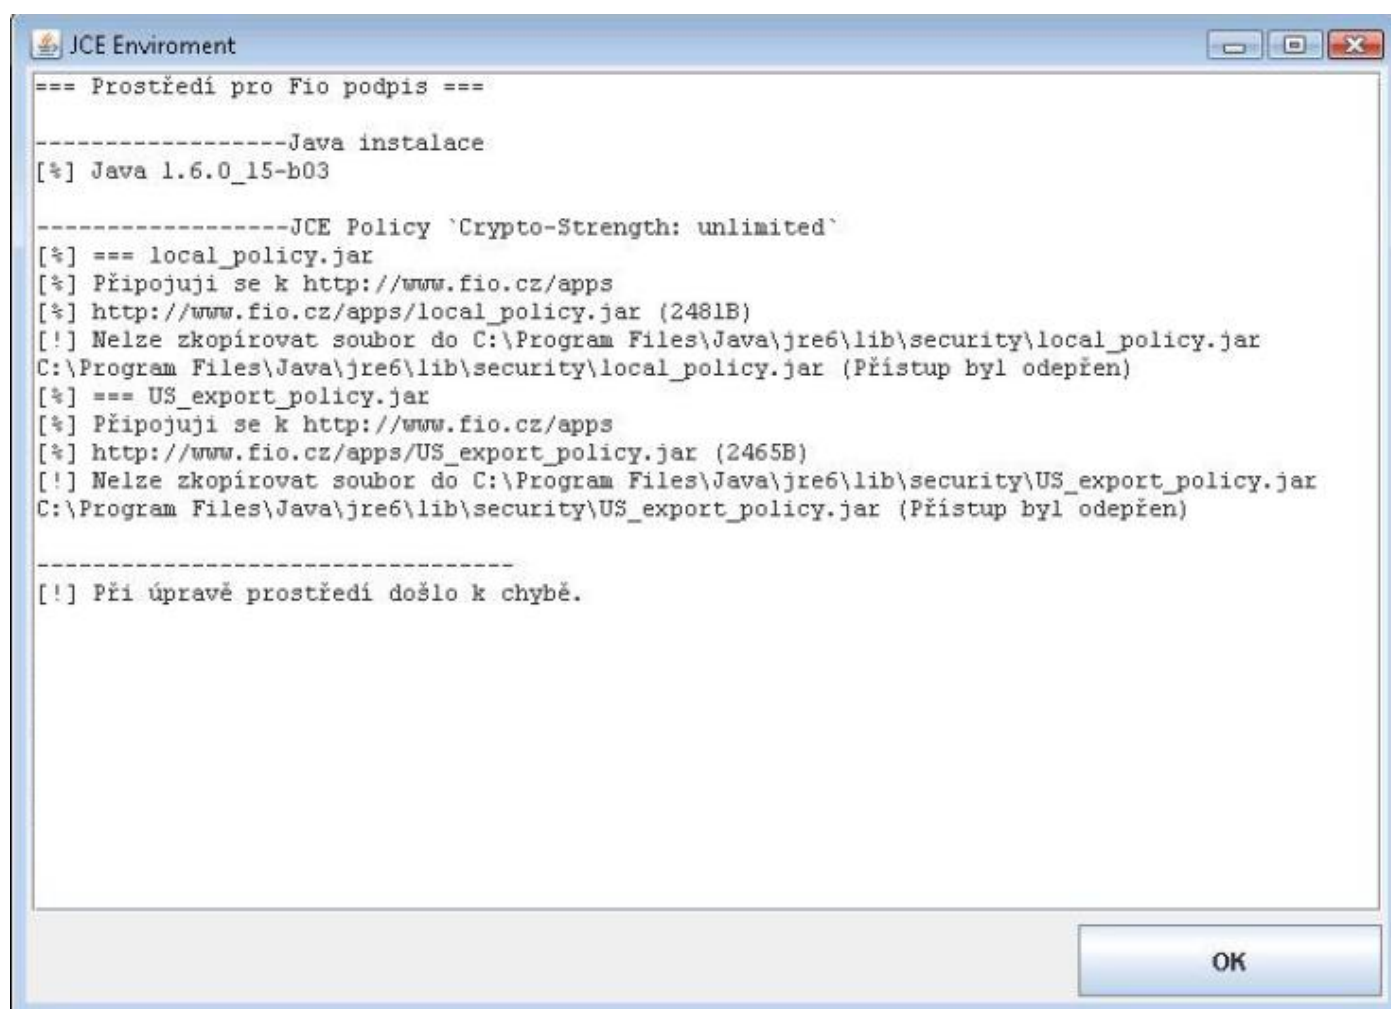 JCE Enviroment
=== Prostředí pro Fio podpis ===
------------------Java instalace
[%] Java 1.6.0_15-b03
------------------JCE Policy `Crypto-Strength: unlimited`
[%] === local_policy.jar
[%] Připojuji se k http://www.fio.cz/apps
[%] http://www.fio.cz/apps/local_policy.jar (2481B)
[!] Nelze zkopírovat soubor do C:\Program Files\Java\jre6\lib\security\local_policy.jar
C:\Program Files\Java\jre6\lib\security\local_policy.jar (Přístup byl odepřen)
[%] === US_export_policy.jar
[%] Připojuji se k http://www.fio.cz/apps
[%] http://www.fio.cz/apps/US_export_policy.jar (2465B)
[!] Nelze zkopírovat soubor do C:\Program Files\Java\jre6\lib\security\US_export_policy.jar
C:\Program Files\Java\jre6\lib\security\US_export_policy.jar (Přístup byl odepřen)
----------------------------------
[!] Při úpravě prostředí došlo k chybě.
OK